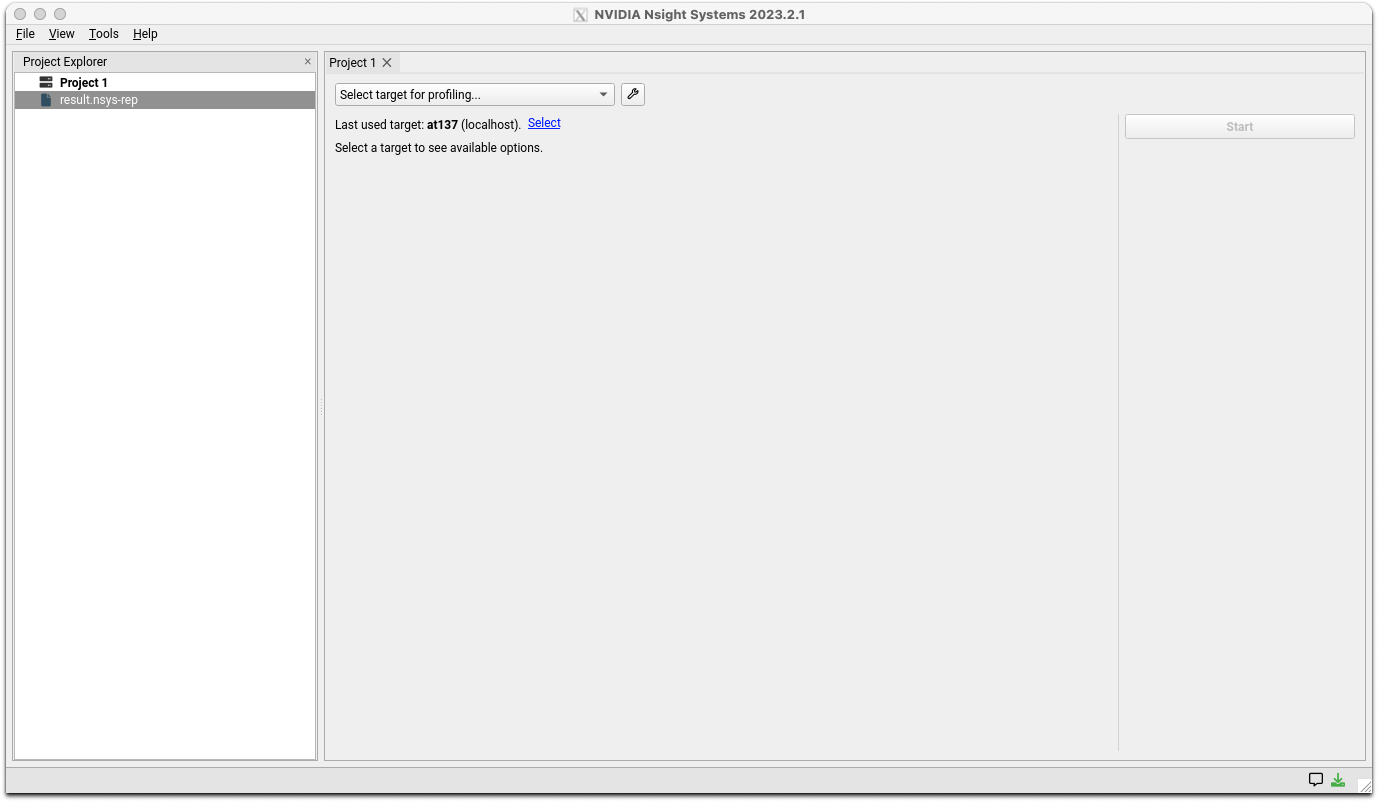 NVIDIA Nsight Systems 2023.2.1
File View Tools Help
Project Explorer
Project 1
result.nsys-rep
Project 1
Select target for profiling...
Last used target: at137 (localhost). Select
Select a target to see available options.
Start